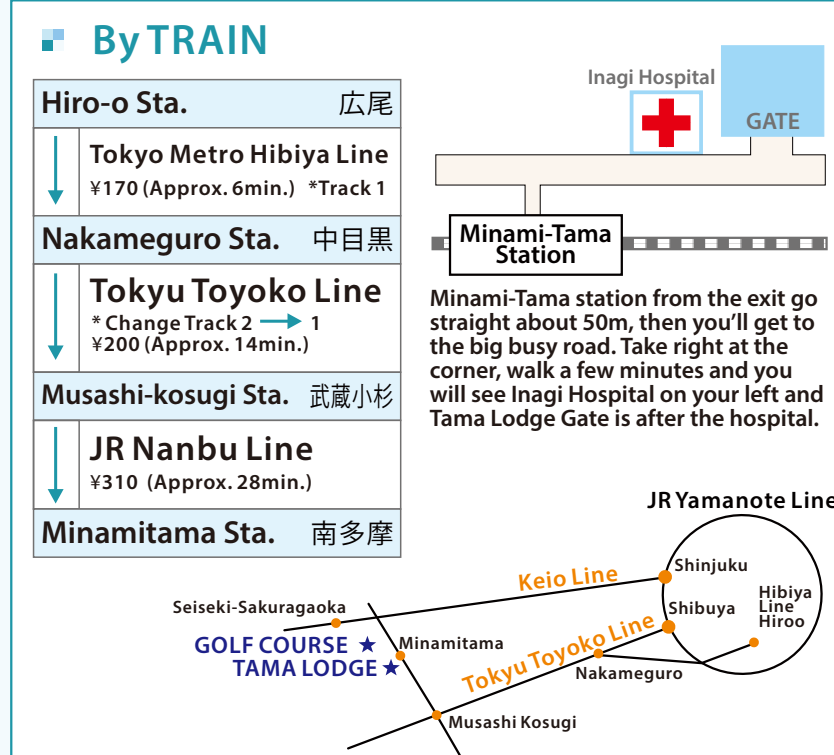 By TRAIN
Hiro-o Sta. 広尾
Tokyo Metro Hibiya Line
¥170 (Approx. 6min.) *Track 1
Nakameguro Sta. 中目黒
Tokyu Toyoko Line
* Change Track 2 → 1
¥200 (Approx. 14min.)
Musashi-kosugi Sta. 武蔵小杉
JR Nanbu Line
¥310 (Approx. 28min.)
Minamitama Sta. 南多摩
Inagi Hospital
GATE
Minami-Tama
Station
Minami-Tama station from the exit go
straight about 50m, then you'll get to
the big busy road. Take right at the
corner, walk a few minutes and you
will see Inagi Hospital on your left and
Tama Lodge Gate is after the hospital.
JR Yamanote Line
Keio Line
Shinjuku
Seiseki-Sakuragaoka
Shibuya
Hibiya
Line
Hiroo
GOLF COURSE ★
Minamitama
TAMA LODGE ★
Tokyu Toyoko Line
Nakameguro
Musashi Kosugi